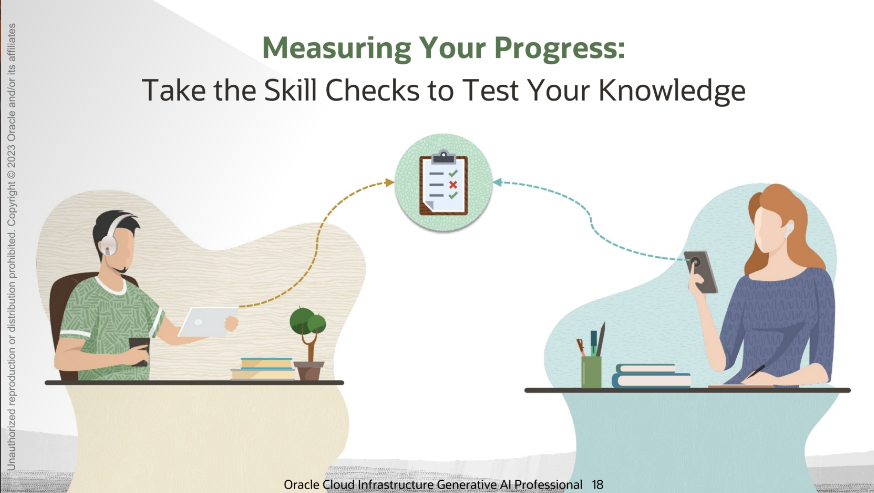 Measuring Your Progress:
Take the Skill Checks to Test Your Knowledge
Unauthorized reproduction or distribution prohibited. Copyright © 2023 Oracle and/or its affiliates
Oracle Cloud Infrastructure Generative AI Professional 18